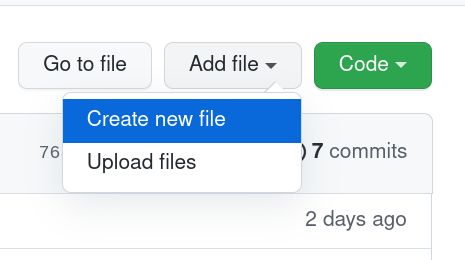 Go to file Add file Code
Create new file
Upload files
76 7 commits
2 days ago